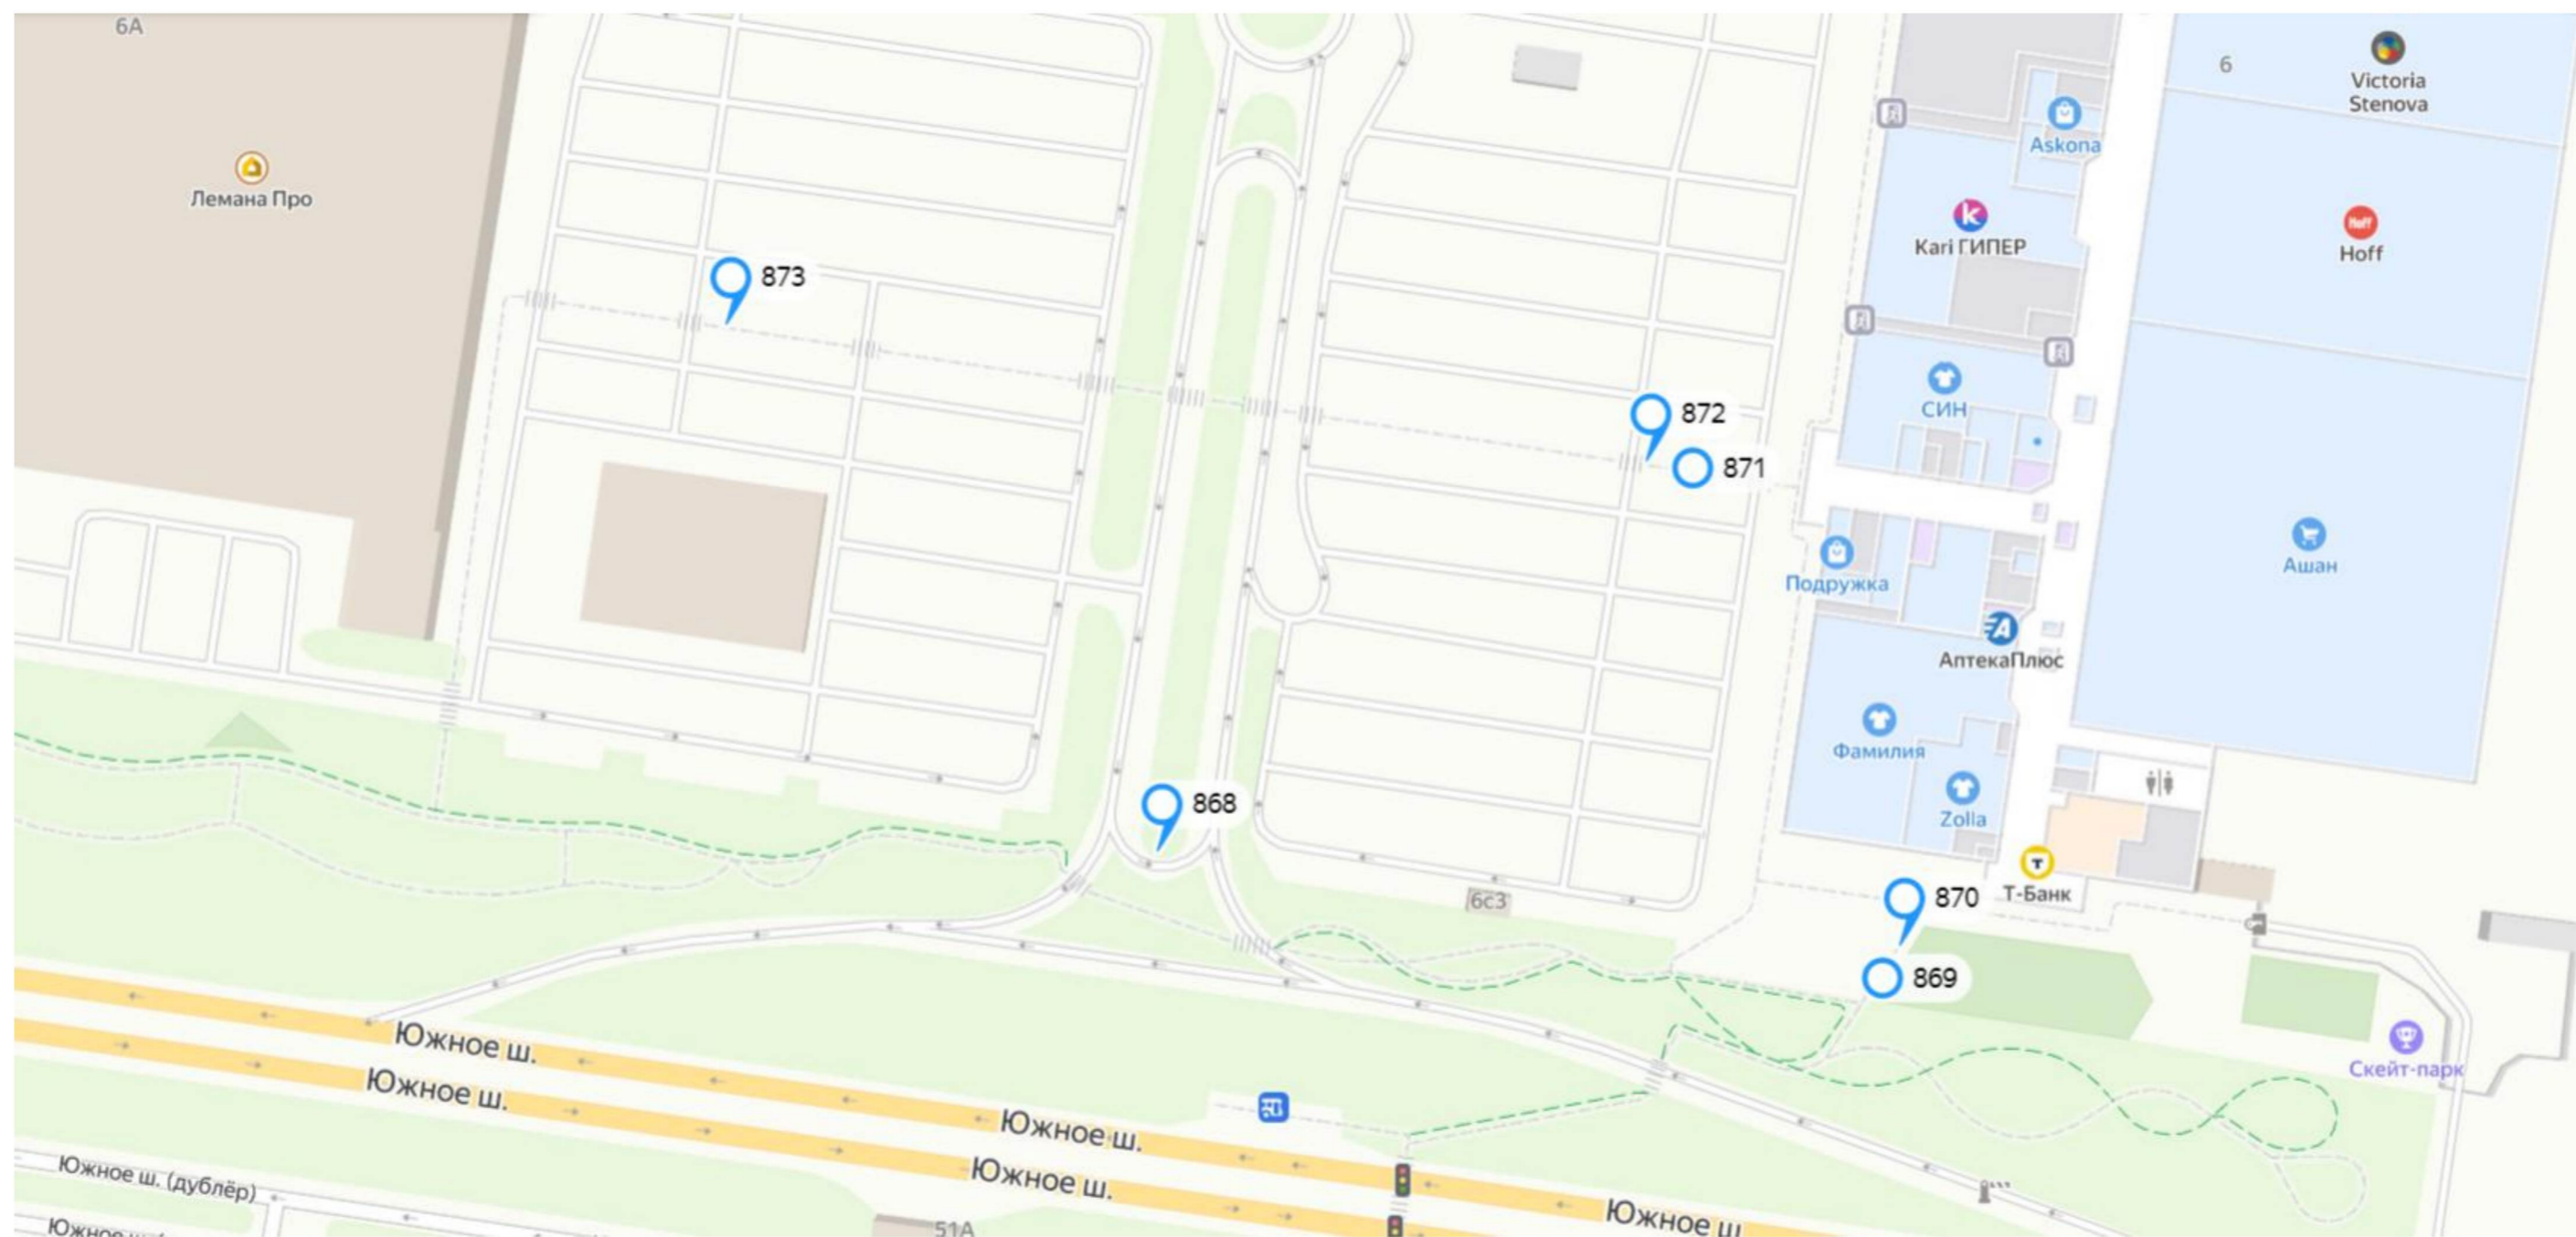 6А
6
Victoria
Stenova
Askona
Лемана Про
Kari ГИПЕР
Hoff
873
872
СИН
871
Подружка
Ашан
АптекаПлюс
Фамилия
868
Zolla
Т-Банк
870
6с3
869
Южное ш.
Скейт-парк
Южное ш.
Южное ш.
Южное ш.
Южное ш. (дублёр)
Южное ш
51А